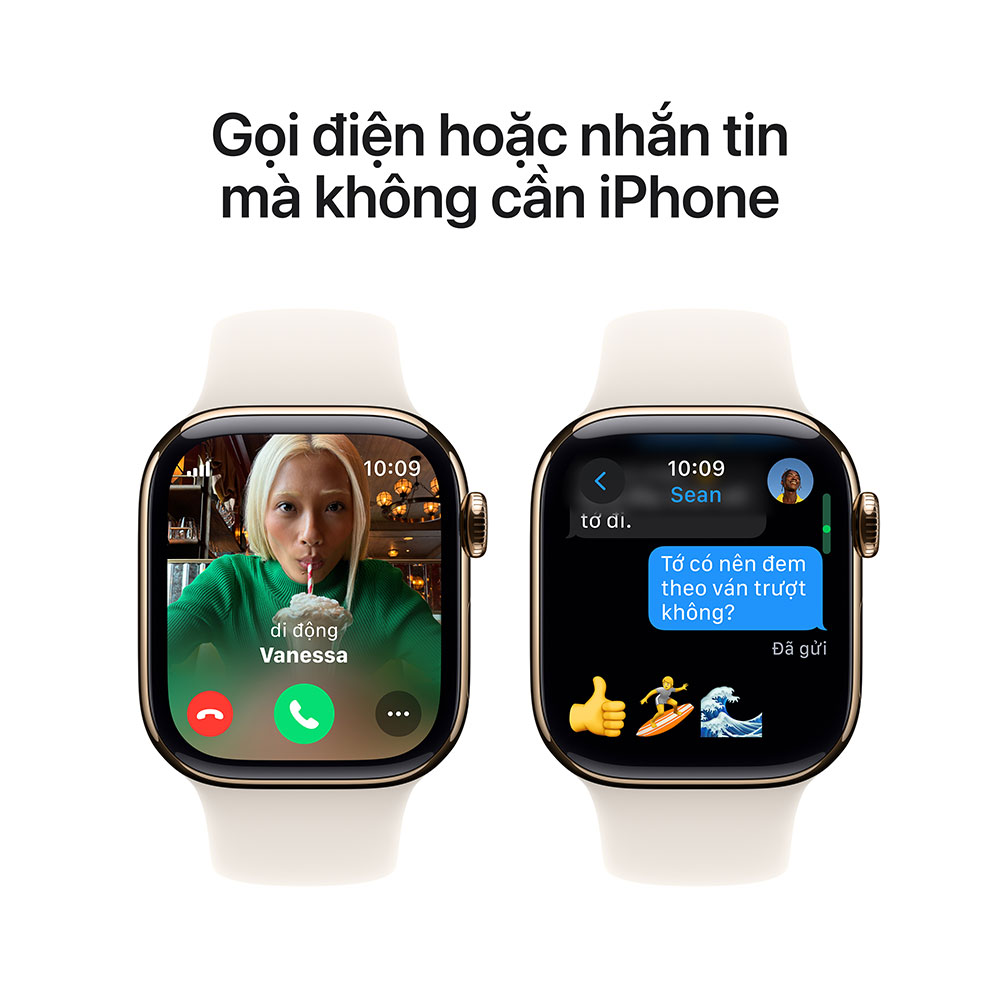 Gọi điện hoặc nhắn tin
mà không cần iPhone
10:09
di động
Vanessa
10:09
Sean
tớ đi.
Tớ có nên đem
theo ván trượt
không?
Đã gửi